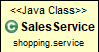 <<Java Class>>
C SalesService
shopping.service